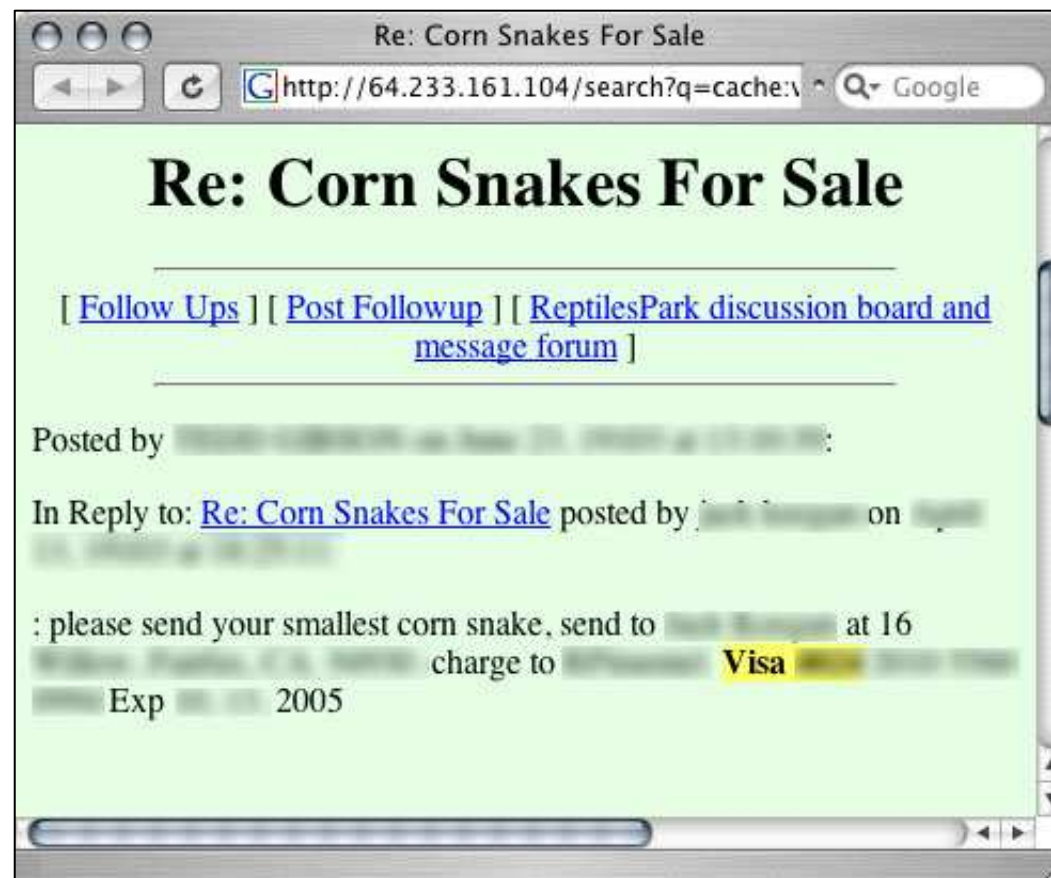 Re: Corn Snakes For Sale
http://64.233.161.104/search?q=cache:v
Google
Re: Corn Snakes For Sale
[ Follow Ups ] [ Post Followup ] [ ReptilesPark discussion board and
message forum ]
Posted by :
In Reply to: Re: Corn Snakes For Sale posted by on
: please send your smallest corn snake, send to at 16
charge to Visa
Exp 2005